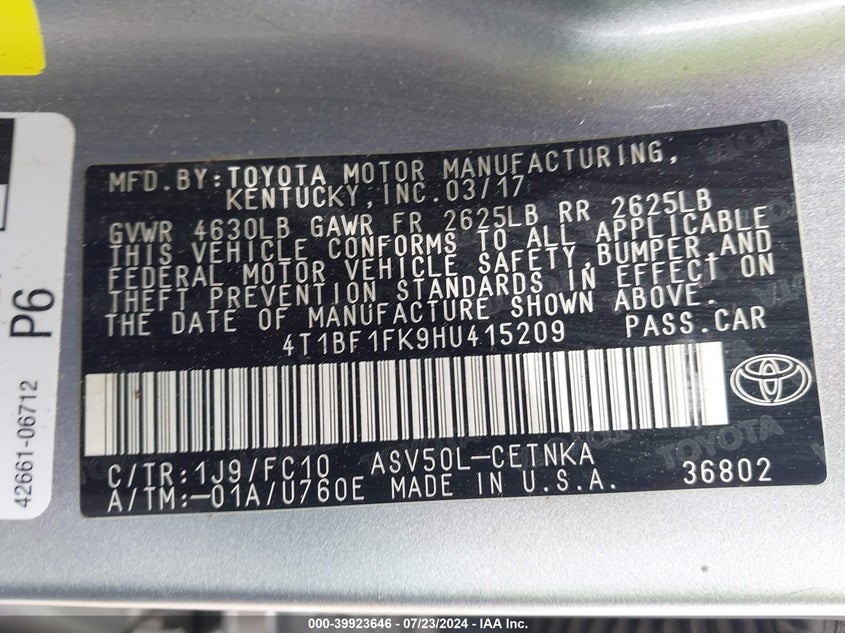 MFD.BY:TOYOTA MOTOR MANUFACTURING,
KENTUCKY,INC.03/17
GVWR 4630LB GAWR FR 2625LB RR 2625LB
THIS VEHICLE CONFORMS TO ALL APPLICABLE
FEDERAL MOTOR VEHICLE SAFETY,BUMPER,AND
THEFT PREVENTION STANDARDS IN EFFECT ON
THE DATE OF MANUFACTURE SHOWN ABOVE.
4T1BF1FK9HU415209 PASS.CAR
C/TR:1J9/FC10 ASV50L-CETNKA
A/TM:-01A/U760E MADE IN U.S.A. 36802
TOYOTA
P6
42661-06712
000-39923646 - 07/23/2024 - IAA Inc.